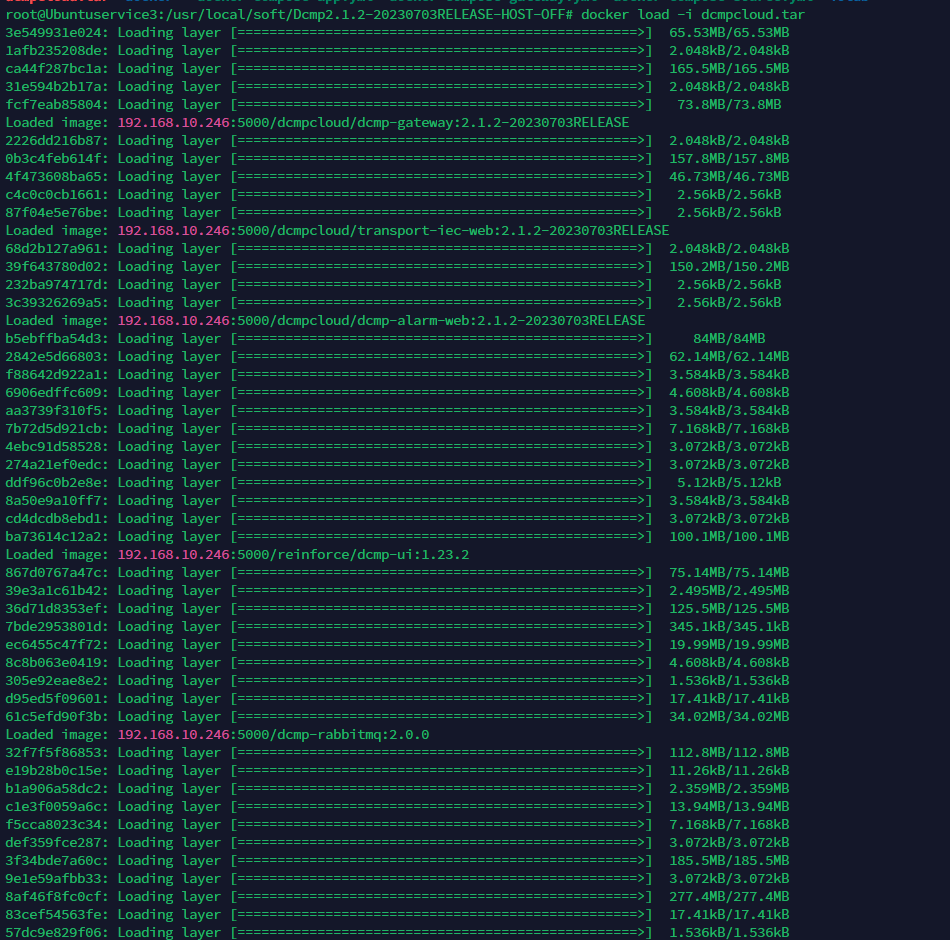 root@Ubuntuservice3:/usr/local/soft/Dcmp2.1.2-20230703RELEASE-HOST-OFF# docker load -i dcmpcloud.tar
3e549931e024: Loading layer [==================================================>]  65.53MB/65.53MB
1afb235208de: Loading layer [==================================================>]  2.048kB/2.048kB
ca44f287bc1a: Loading layer [==================================================>]  165.5MB/165.5MB
31e594b2b17a: Loading layer [==================================================>]  2.048kB/2.048kB
fcf7eab85804: Loading layer [==================================================>]  73.8MB/73.8MB
Loaded image: 192.168.10.246:5000/dcmpcloud/dcmp-gateway:2.1.2-20230703RELEASE
2226dd216b87: Loading layer [==================================================>]  2.048kB/2.048kB
0b3c4feb614f: Loading layer [==================================================>]  157.8MB/157.8MB
4f473608ba65: Loading layer [==================================================>]  46.73MB/46.73MB
c4c0c0cb1661: Loading layer [==================================================>]  2.56kB/2.56kB
87f04e5e76be: Loading layer [==================================================>]  2.56kB/2.56kB
Loaded image: 192.168.10.246:5000/dcmpcloud/transport-iec-web:2.1.2-20230703RELEASE
68d2b127a961: Loading layer [==================================================>]  2.048kB/2.048kB
39f643780d02: Loading layer [==================================================>]  150.2MB/150.2MB
232ba974717d: Loading layer [==================================================>]  2.56kB/2.56kB
3c39326269a5: Loading layer [==================================================>]  2.56kB/2.56kB
Loaded image: 192.168.10.246:5000/dcmpcloud/dcmp-alarm-web:2.1.2-20230703RELEASE
b5ebffba54d3: Loading layer [==================================================>]  84MB/84MB
2842e5d66803: Loading layer [==================================================>]  62.14MB/62.14MB
f88642d922a1: Loading layer [==================================================>]  3.584kB/3.584kB
6906edffc609: Loading layer [==================================================>]  4.608kB/4.608kB
aa3739f310f5: Loading layer [==================================================>]  3.584kB/3.584kB
7b72d5d921cb: Loading layer [==================================================>]  7.168kB/7.168kB
4ebc91d58528: Loading layer [==================================================>]  3.072kB/3.072kB
274a21ef0edc: Loading layer [==================================================>]  3.072kB/3.072kB
ddf96c0b2e8e: Loading layer [==================================================>]  5.12kB/5.12kB
8a50e9a10ff7: Loading layer [==================================================>]  3.584kB/3.584kB
cd4dcdb8ebd1: Loading layer [==================================================>]  3.072kB/3.072kB
ba73614c12a2: Loading layer [==================================================>]  100.1MB/100.1MB
Loaded image: 192.168.10.246:5000/reinforce/dcmp-ui:1.23.2
867d0767a47c: Loading layer [==================================================>]  75.14MB/75.14MB
39e3a1c61b42: Loading layer [==================================================>]  2.495MB/2.495MB
36d71d8353ef: Loading layer [==================================================>]  125.5MB/125.5MB
7bde2953801d: Loading layer [==================================================>]  345.1kB/345.1kB
ec6455c47f72: Loading layer [==================================================>]  19.99MB/19.99MB
8c8b063e0419: Loading layer [==================================================>]  4.608kB/4.608kB
305e92eae8e2: Loading layer [==================================================>]  1.536kB/1.536kB
d95ed5f09601: Loading layer [==================================================>]  17.41kB/17.41kB
61c5efd90f3b: Loading layer [==================================================>]  34.02MB/34.02MB
Loaded image: 192.168.10.246:5000/dcmp-rabbitmq:2.0.0
32f7f5f86853: Loading layer [==================================================>]  112.8MB/112.8MB
e19b28b0c15e: Loading layer [==================================================>]  11.26kB/11.26kB
b1a906a58dc2: Loading layer [==================================================>]  2.359MB/2.359MB
c1e3f0059a6c: Loading layer [==================================================>]  13.94MB/13.94MB
f5cca8023c34: Loading layer [==================================================>]  7.168kB/7.168kB
def359fce287: Loading layer [==================================================>]  3.072kB/3.072kB
3f34bde7a60c: Loading layer [==================================================>]  185.5MB/185.5MB
9e1e59afbb33: Loading layer [==================================================>]  3.072kB/3.072kB
8af46f8fc0cf: Loading layer [==================================================>]  277.4MB/277.4MB
83cef54563fe: Loading layer [==================================================>]  17.41kB/17.41kB
57dc9e829f06: Loading layer [==================================================>]  1.536kB/1.536kB